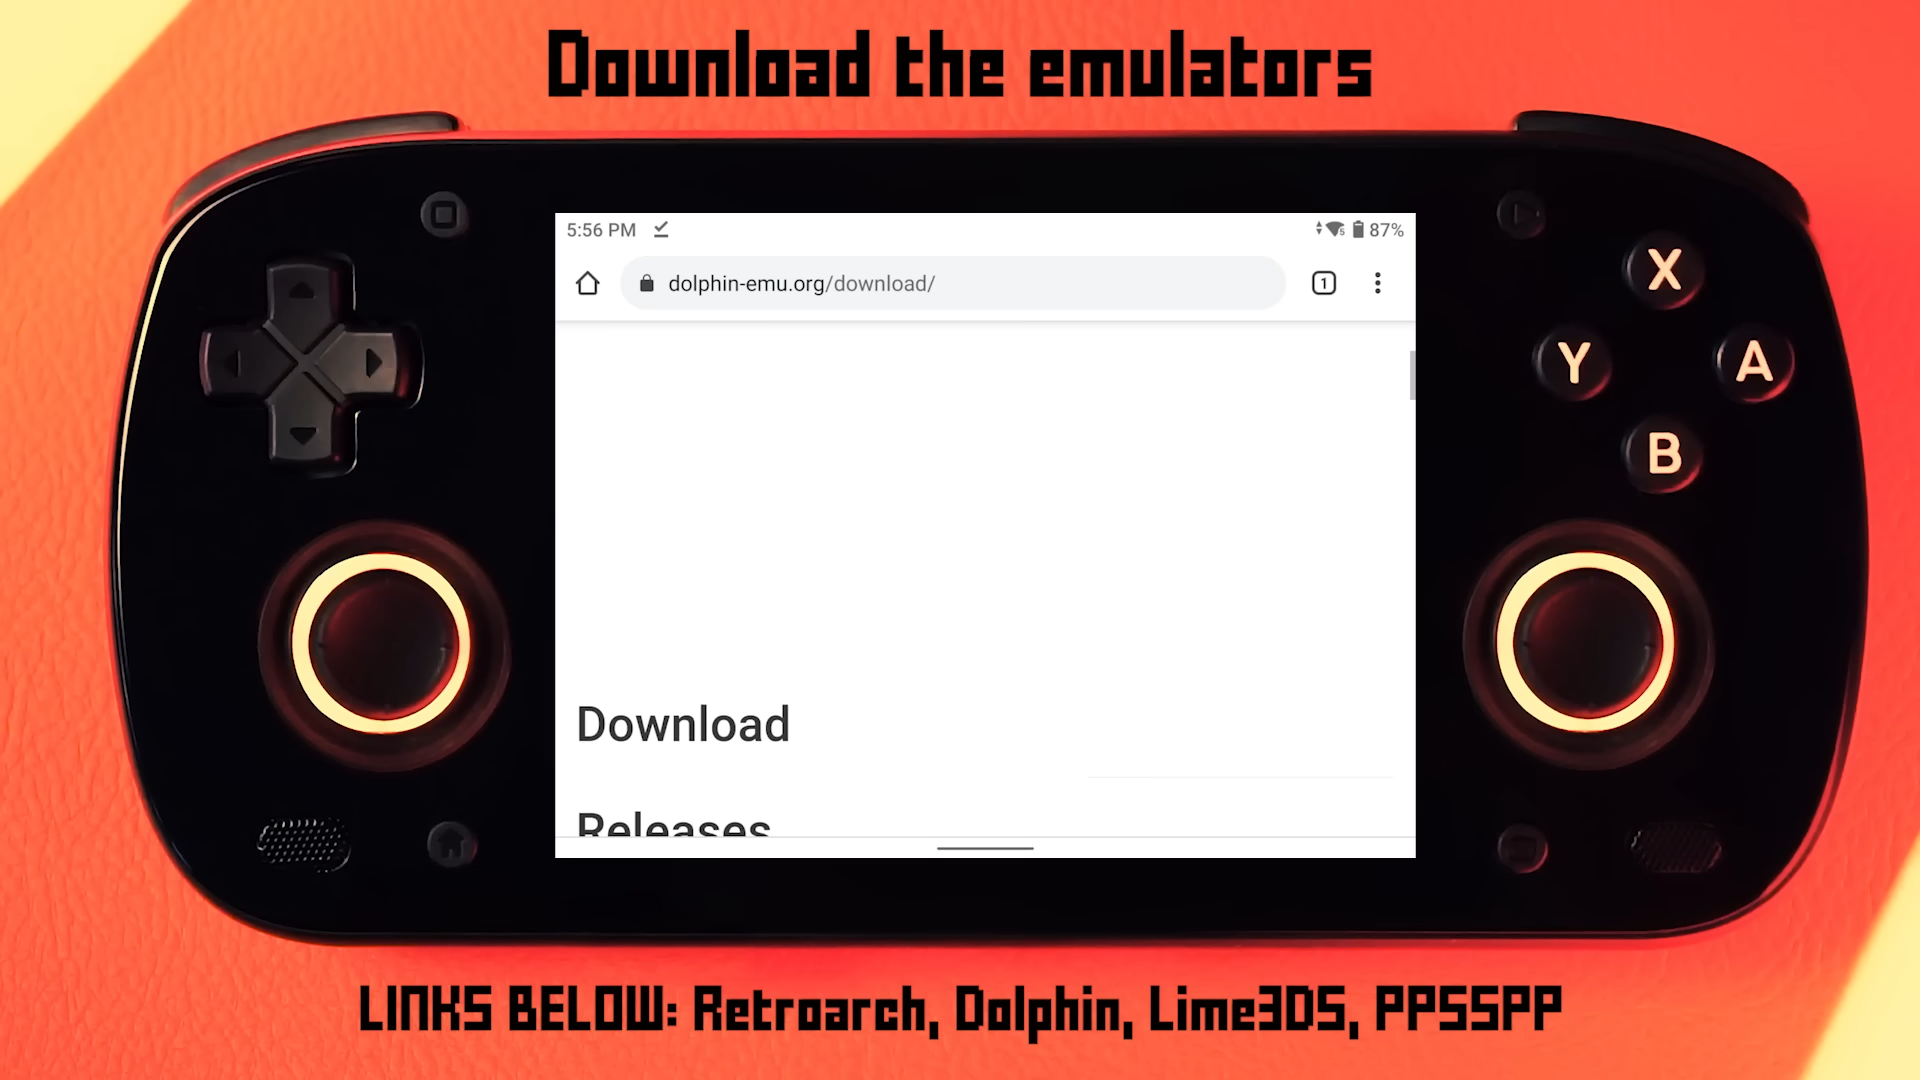 Download the emulators
5:56 PM
87%
dolphin-emu.org/download/
1
X
Y
A
B
Download
Releases
LINKS BELOW: Retroarch, Dolphin, Lime3DS, PPSSPP